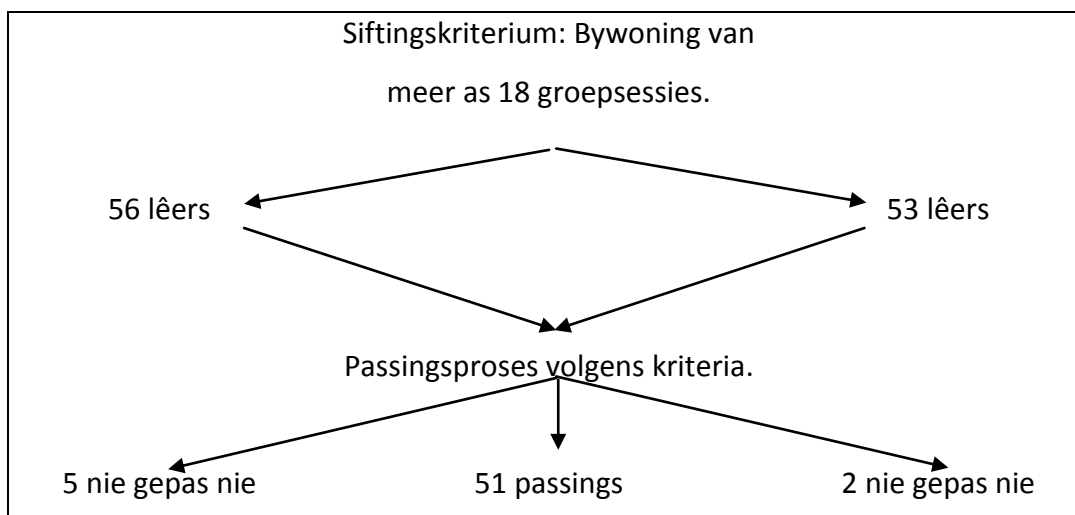 Siftingskriterium: Bywoning van
meer as 18 groepsessies.
56 lêers
53 lêers
Passingsproses volgens kriteria.
5 nie gepas nie
51 passings
2 nie gepas nie